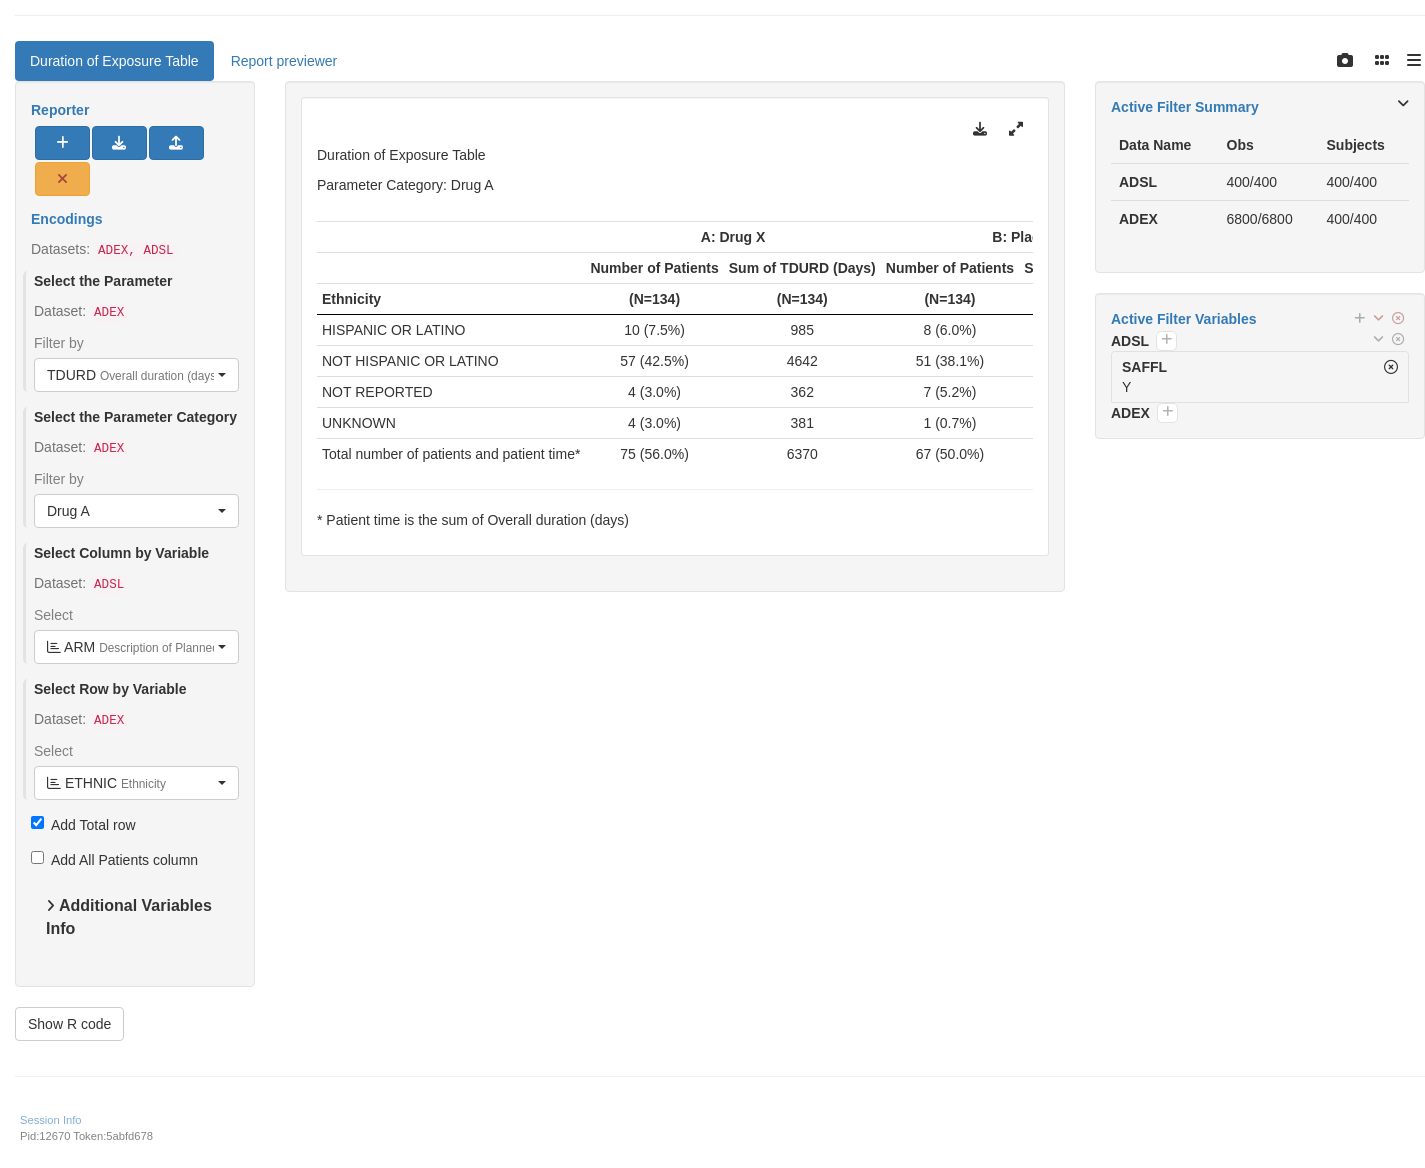 Duration of Exposure Table
Report previewer
Reporter
Encodings
Datasets: ADEX, ADSL
Select the Parameter
Dataset: ADEX
Filter by
TDURD Overall duration (days
Select the Parameter Category
Dataset: ADEX
Filter by
Drug A
Select Column by Variable
Dataset: ADSL
Select
ARM Description of Planned
Select Row by Variable
Dataset: ADEX
Select
ETHNIC Ethnicity
Add Total row
Add All Patients column
Additional Variables
Info
Show R code
Duration of Exposure Table
Parameter Category: Drug A
A: Drug X B: Pla
Number of Patients Sum of TDURD (Days) Number of Patients S
Ethnicity (N=134) (N=134) (N=134)
HISPANIC OR LATINO 10 (7.5%) 985 8 (6.0%)
NOT HISPANIC OR LATINO 57 (42.5%) 4642 51 (38.1%)
NOT REPORTED 4 (3.0%) 362 7 (5.2%)
UNKNOWN 4 (3.0%) 381 1 (0.7%)
Total number of patients and patient time* 75 (56.0%) 6370 67 (50.0%)
* Patient time is the sum of Overall duration (days)
Active Filter Summary
Data Name Obs Subjects
ADSL 400/400 400/400
ADEX 6800/6800 400/400
Active Filter Variables
ADSL
SAFFL
Y
ADEX
Session Info
Pid:12670 Token:5abfd678